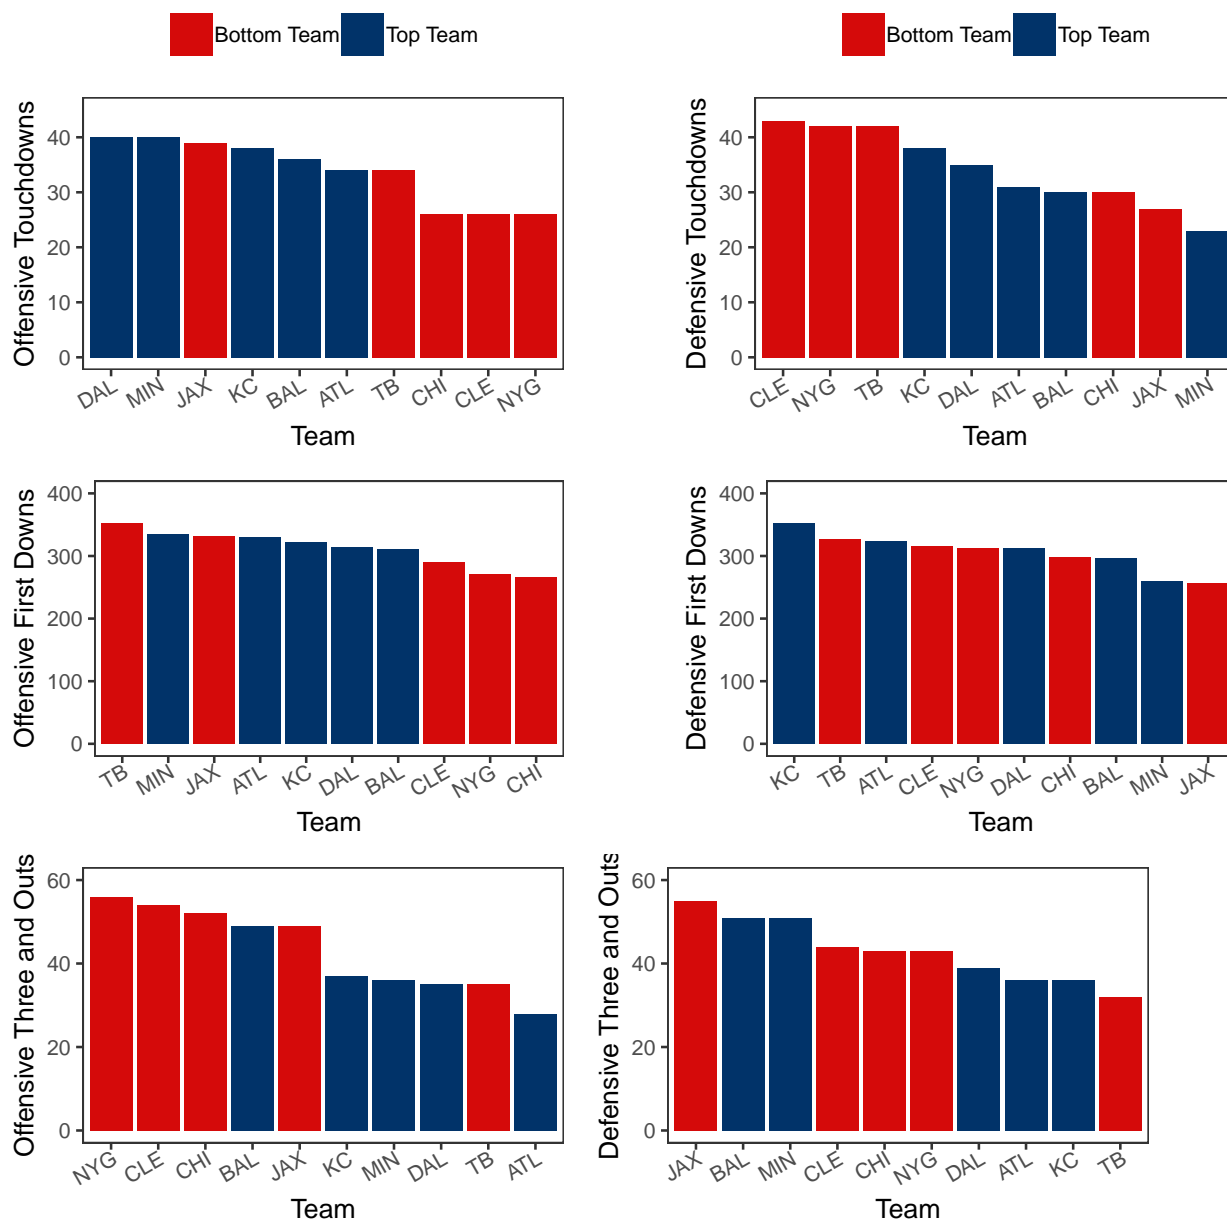 Bottom Team Top Team
Bottom Team Top Team
Offensive Touchdowns
40
30
20
10
0
DAL MIN JAX KC BAL ATL TB CHI CLE NYG
Team
Defensive Touchdowns
40
30
20
10
0
CLE NYG TB KC DAL ATL BAL CHI JAX MIN
Team
Offensive First Downs
400
300
200
100
0
TB MIN JAX ATL KC DAL BAL CLE NYG CHI
Team
Defensive First Downs
400
300
200
100
0
KC TB ATL CLE NYG DAL CHI BAL MIN JAX
Team
Offensive Three and Outs
60
40
20
0
NYG CLE CHI BAL JAX KC MIN DAL TB ATL
Team
Defensive Three and Outs
60
40
20
0
JAX BAL MIN CLE CHI NYG DAL ATL KC TB
Team